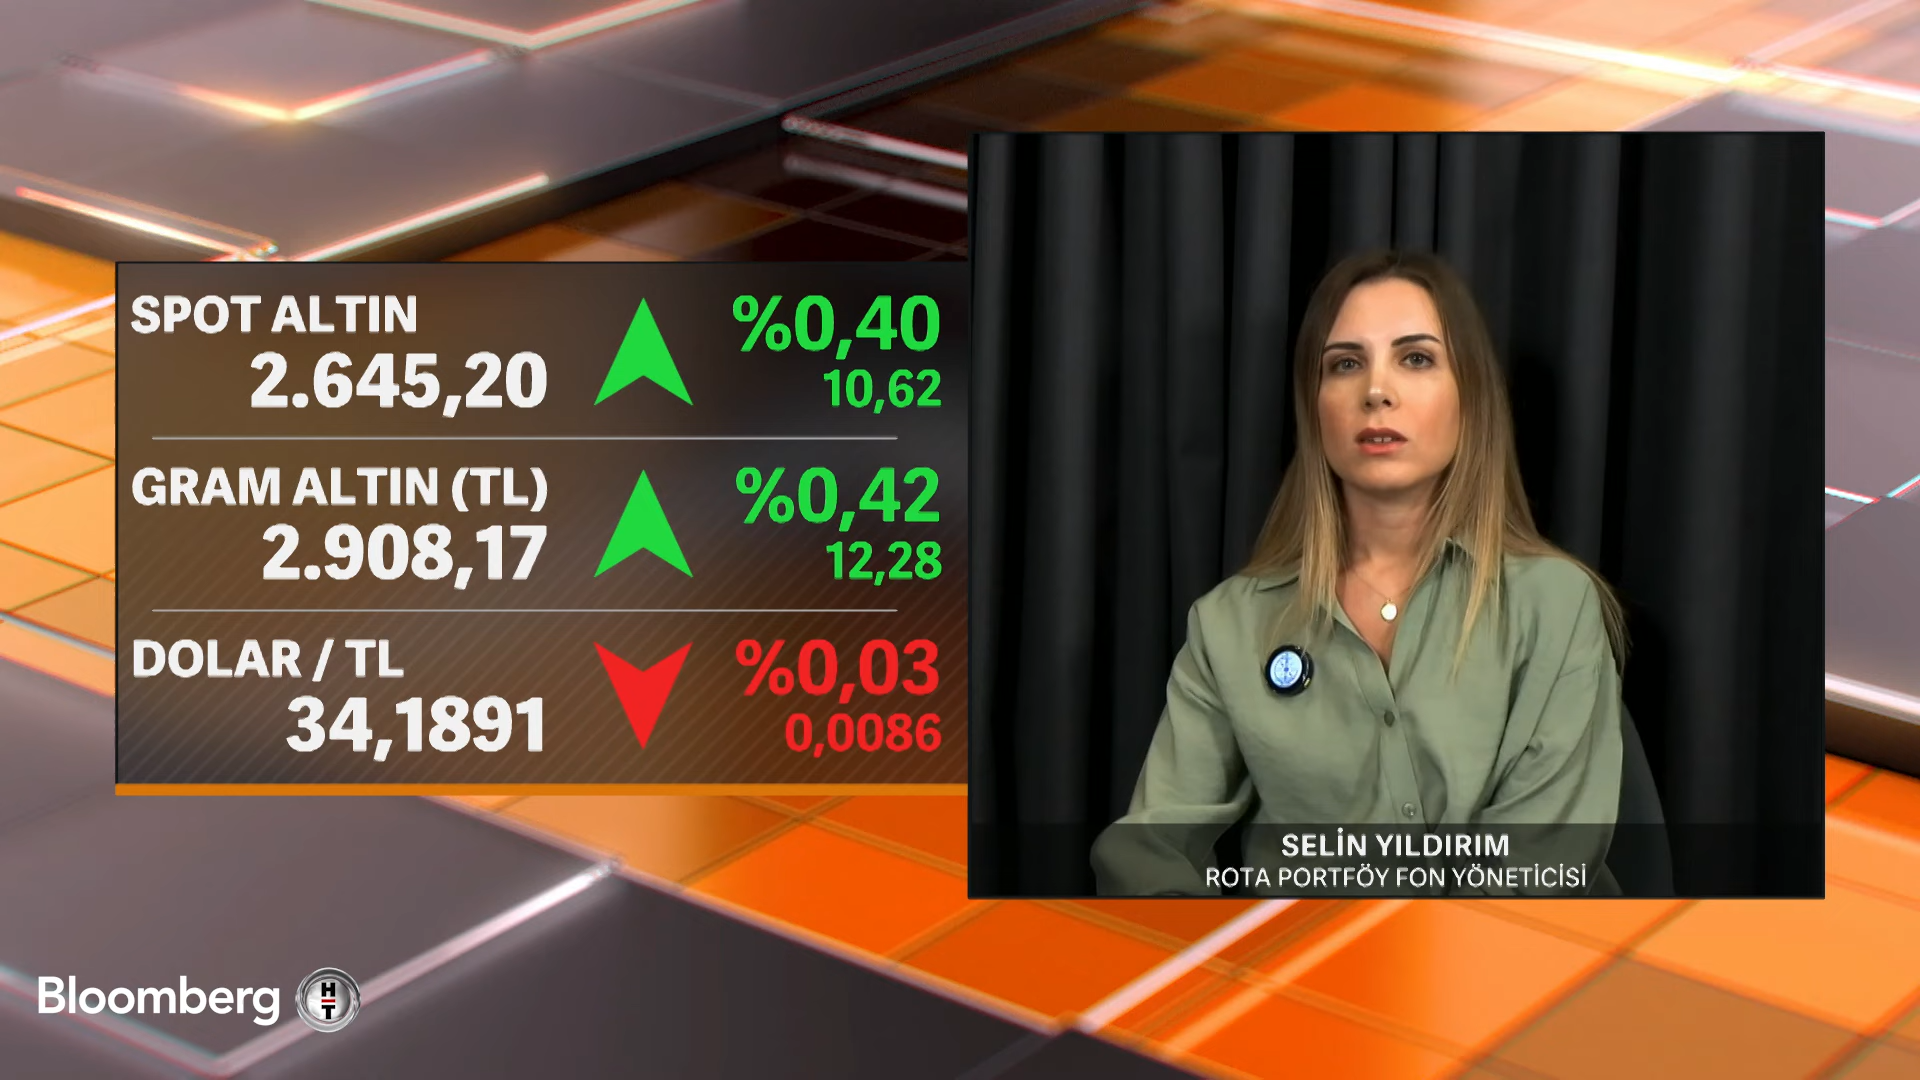 SPOT ALTIN
2.645,20
%0,40
10,62
GRAM ALTIN (TL)
2.908,17
%0,42
12,28
DOLAR / TL
34,1891
%0,03
0,0086
SELİN YILDIRIM
ROTA PORTFÖY FON YÖNETİCİSİ
Bloomberg HT